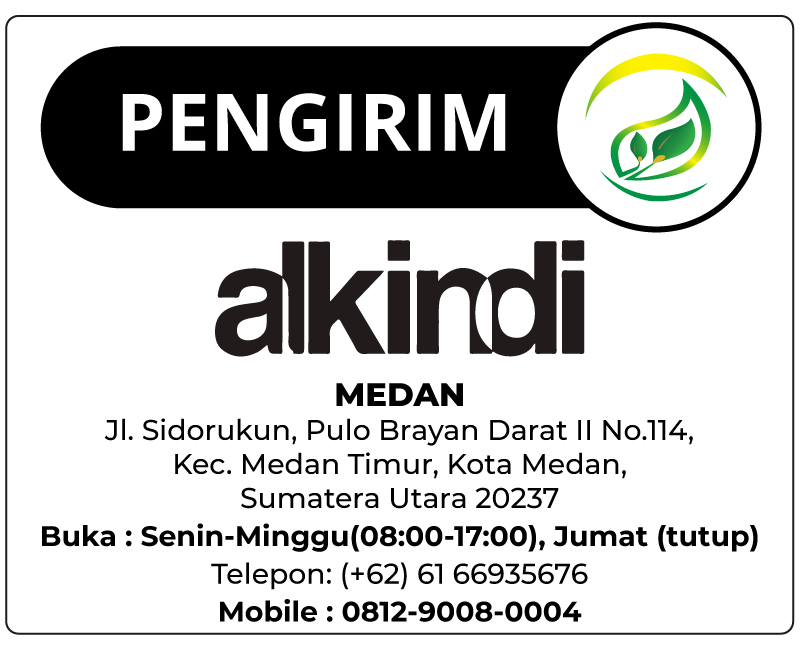 PENGIRIM
alkindi
MEDAN
Jl. Sidorukun, Pulo Brayan Darat II No.114,
Kec. Medan Timur, Kota Medan,
Sumatera Utara 20237
Buka : Senin-Minggu(08:00-17:00), Jumat (tutup)
Telepon: (+62) 61 66935676
Mobile : 0812-9008-0004